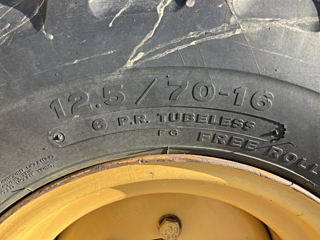 12.5/70-16
6 P.R. TUBELESS
FG FREE ROLL